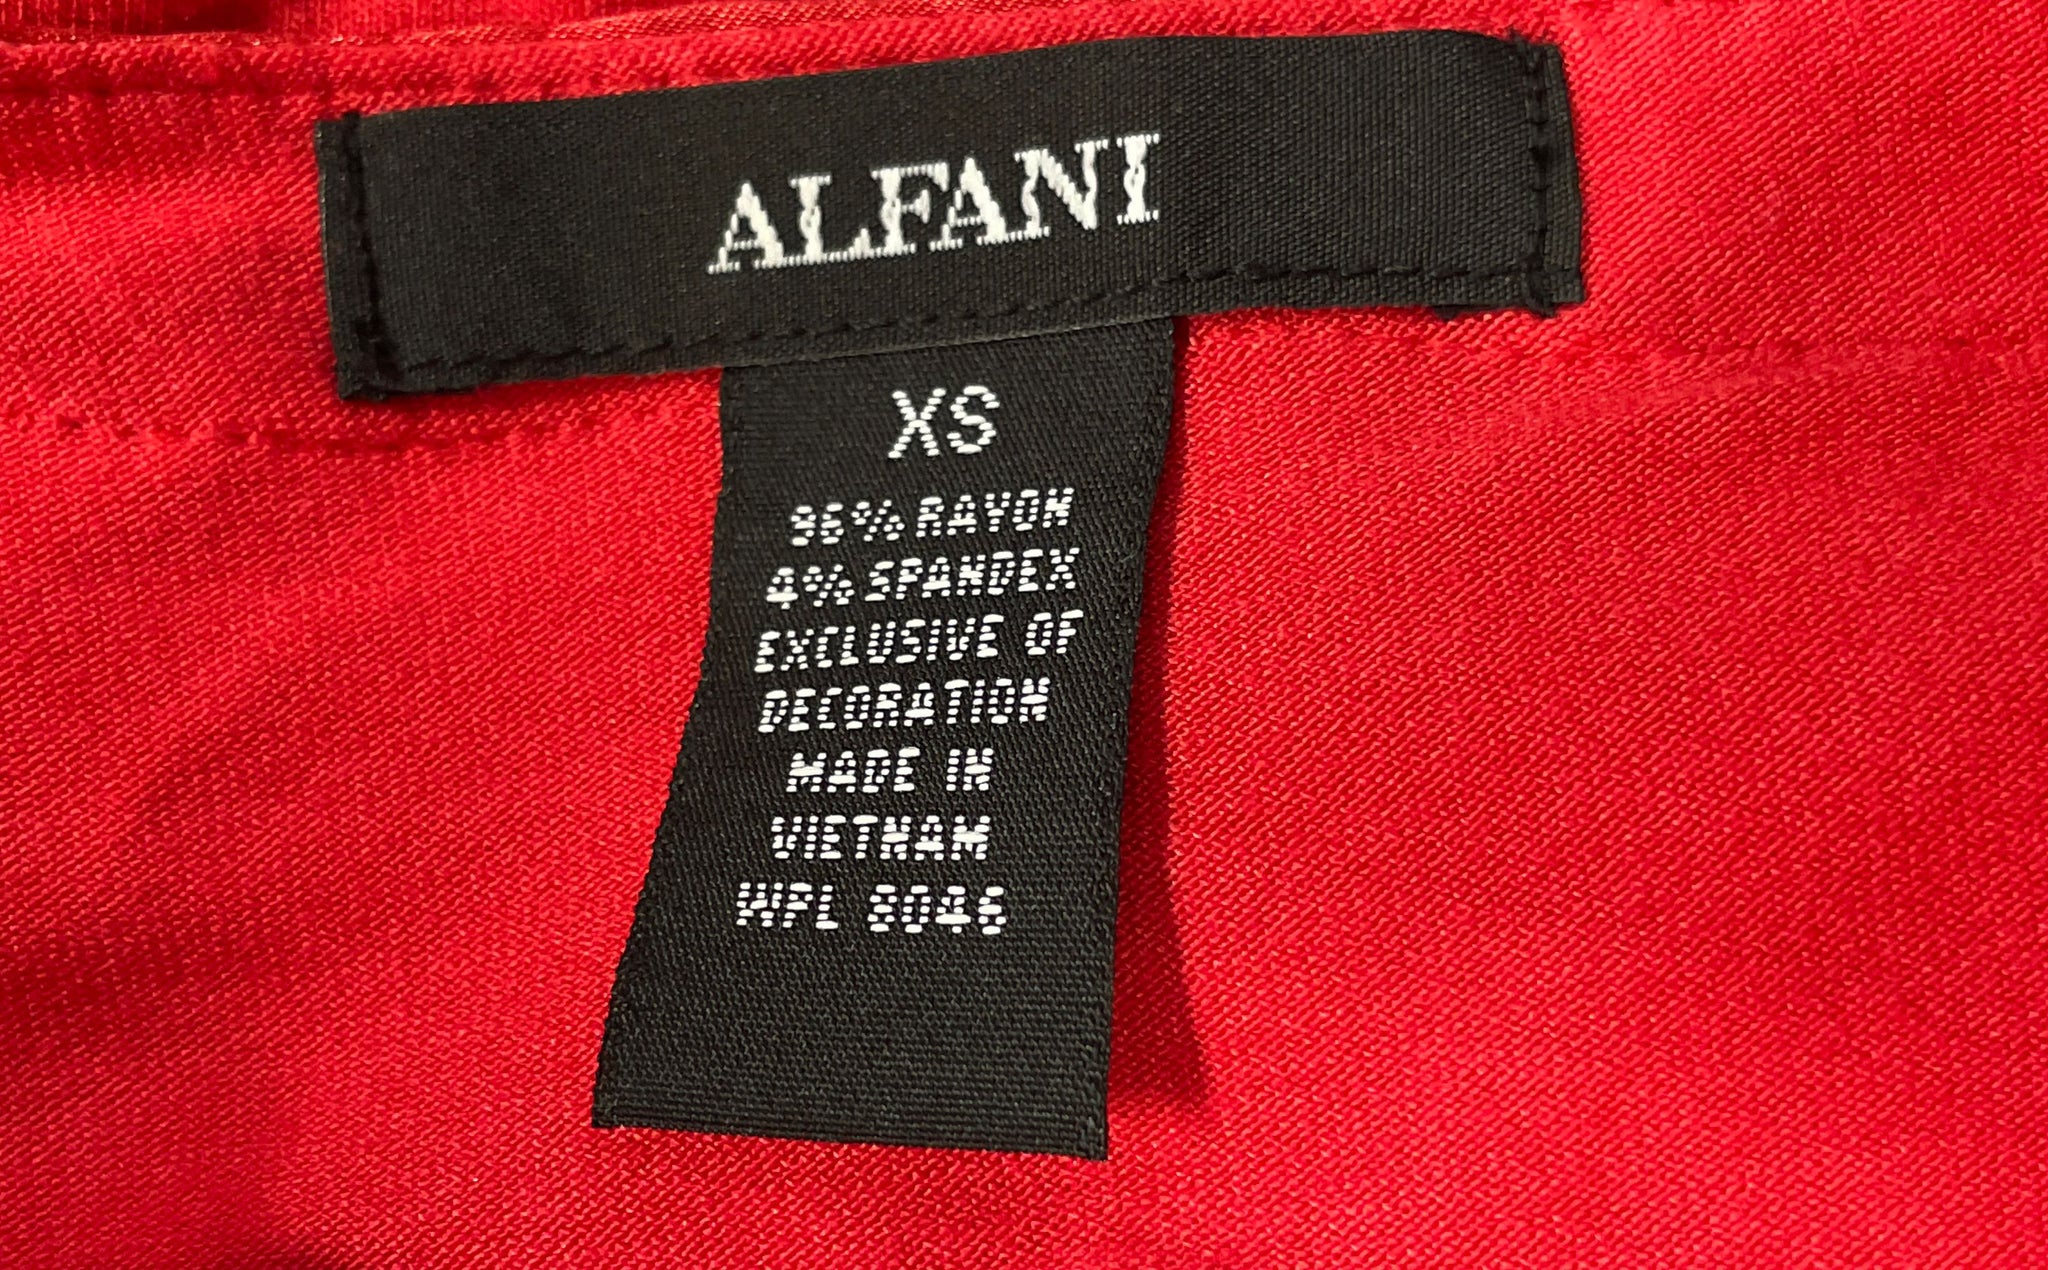 ALFANI
XS
96% RAYON
4% SPANDEX
EXCLUSIVE OF
DECORATION
MADE IN
VIETNAM
WPL 8046